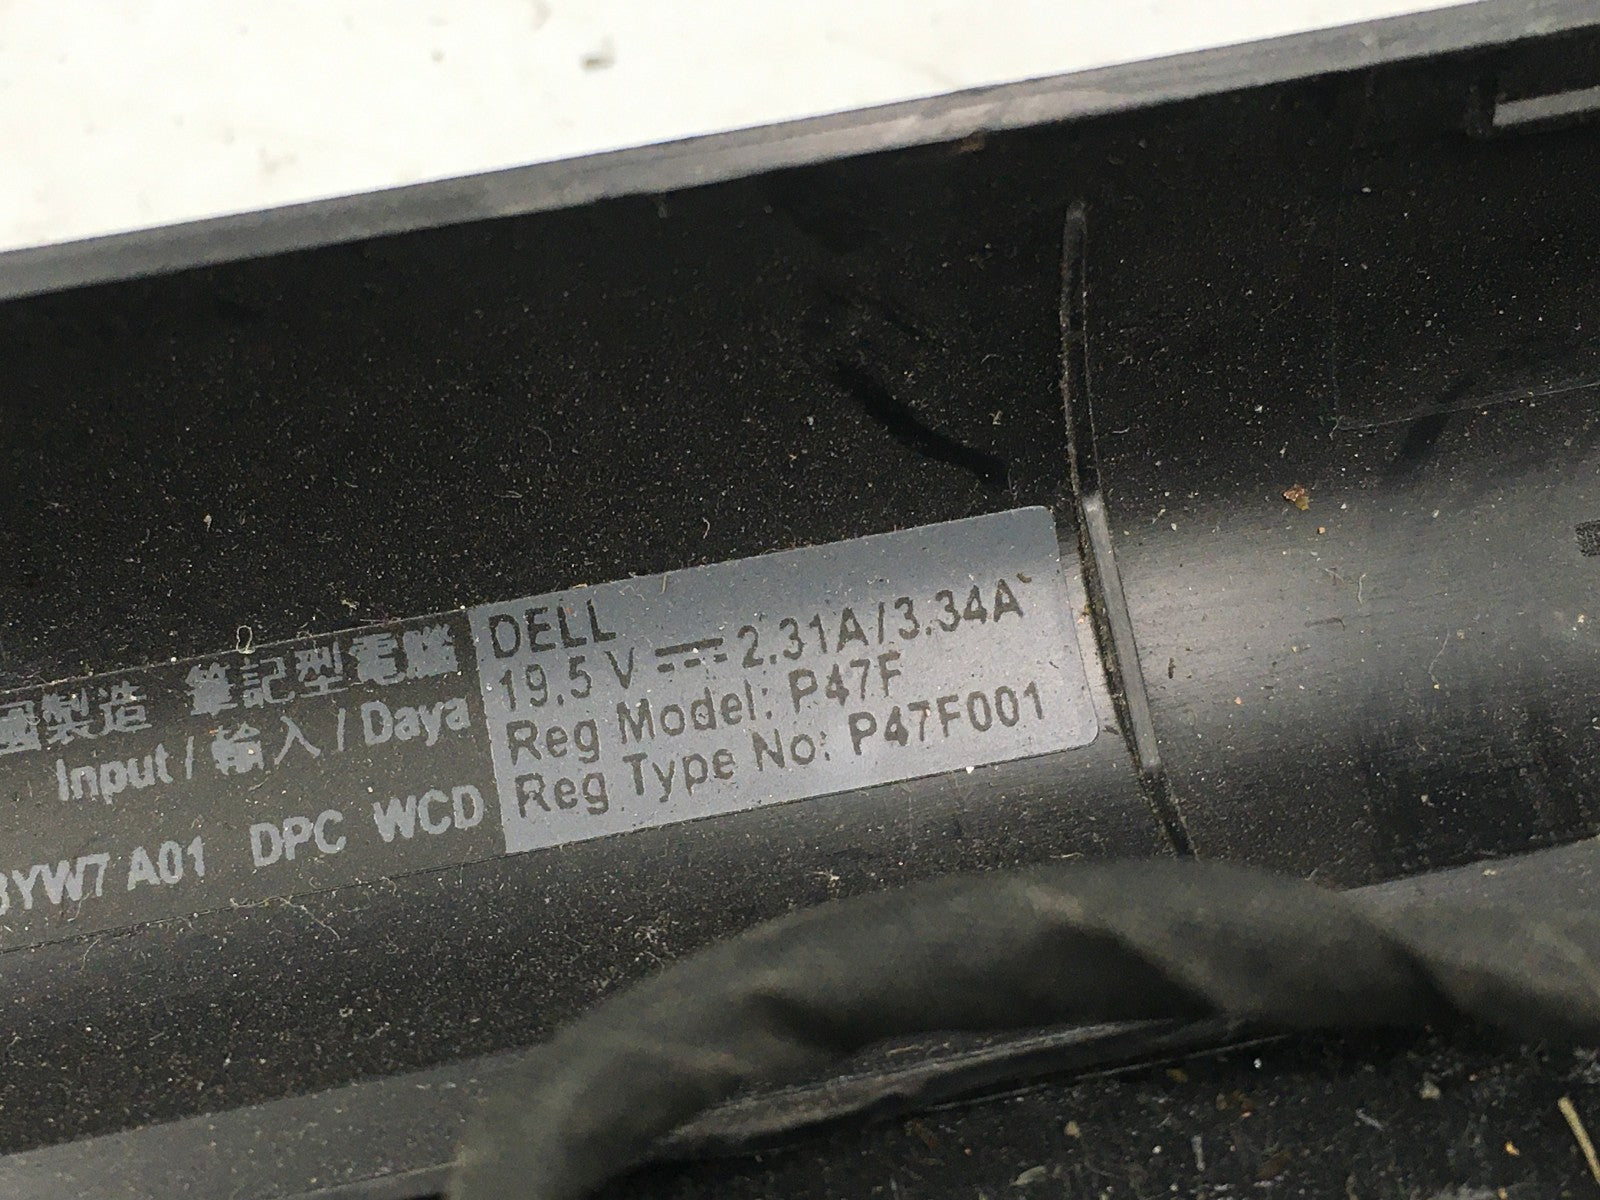 DELL
19.5 V ⎓ 2.31A/3.34A
Reg Model: P47F
Reg Type No: P47F001
國製造 筆記型電腦
Input / 輸入 / Daya
YW7 A01 DPC WCD